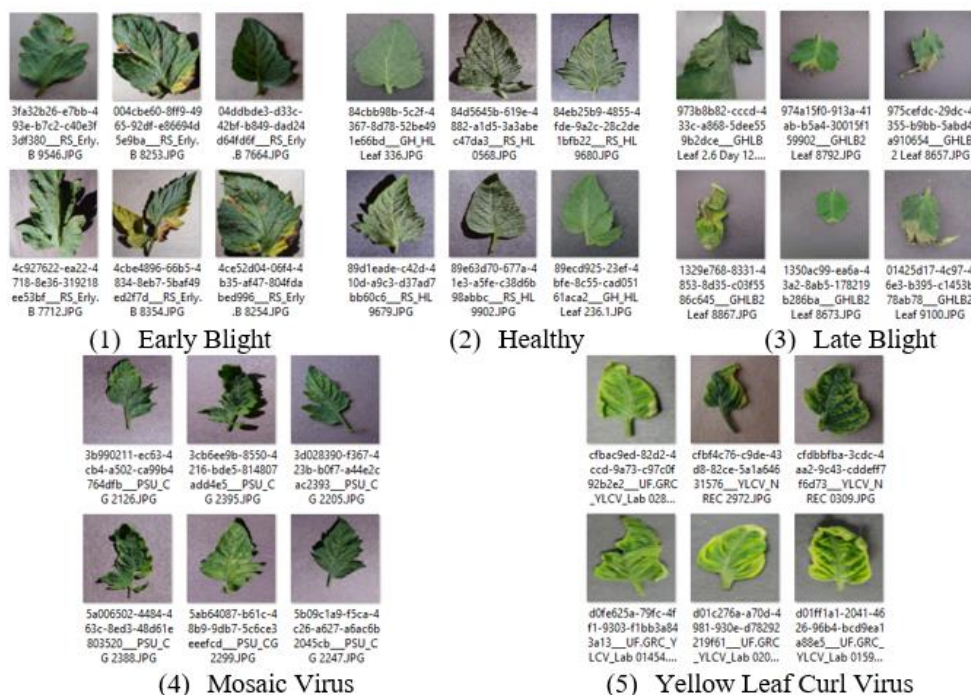 3fa32b26-e7bb-4
93e-b7c2-c40e3f
3df380___RS_Erly.
B 9546.JPG
004cbe60-8ff9-49
65-92df-e86694d
5e9ba___RS_Erly.
B 8253.JPG
04ddbde3-d33c-
42bf-b849-dad24
d64fd6f___RS_Erly
.B 7664.JPG
4c927622-ea22-4
718-8e36-319218
ee53bf___RS_Erly.
B 7712.JPG
4cbe4896-66b5-4
834-8eb7-5baf49
ed2f7d___RS_Erly.
B 8354.JPG
4ce52d04-06f4-4
b35-af47-804fda
bed996___RS_Erly.
B 8254.JPG
(1) Early Blight
84cbb98b-5c2f-4
367-8d78-52be49
1e66bd___GH_HL
Leaf 336.JPG
84d5645b-619e-4
882-a1d5-3a3abe
c47da3___RS_HL
0568.JPG
84eb25b9-4855-4
fde-9a2c-28c2de
1bfb22___RS_HL
9680.JPG
89d1eade-c42d-4
10d-a9c3-d37ad7
bb60c6___RS_HL
9679.JPG
89e63d70-677a-4
1e3-a5fe-c38d6b
98abbc___RS_HL
9902.JPG
89ecd925-23ef-4
bfe-8c55-cad051
61aca2___GH_HL
Leaf 236.1.JPG
(2) Healthy
973b8b82-cccd-4
33c-a868-5dee55
9b2dce___GHLB
Leaf 2.6 Day 12....
974a15f0-913a-41
ab-b5a4-30015f1
59902___GHLB2
Leaf 8792.JPG
975cefdc-29dc-4
355-b9bb-5abd4
a910654___GHLB
2 Leaf 8657.JPG
1329e768-8331-4
853-8d35-c03f55
86c645___GHLB2
Leaf 8867.JPG
1350ac99-ea6a-4
3a2-8ab5-178219
b286ba___GHLB2
Leaf 8673.JPG
01425d17-4c97-4
6e3-b395-c1453b
78ab78___GHLB2
Leaf 9100.JPG
(3) Late Blight
3b990211-ec63-4
cb4-a502-ca99b4
764dfb___PSU_C
G 2126.JPG
3cb6ee9b-8550-4
216-bde5-814807
add4e5___PSU_C
G 2395.JPG
3d028390-f367-4
23b-b0f7-a44e2c
ac2393___PSU_C
G 2205.JPG
5a006502-4484-4
63c-8ed3-48d61e
803520___PSU_C
G 2388.JPG
5ab64087-b61c-4
8b9-9db7-5c6ce3
eeefcd___PSU_CG
2299.JPG
5b09c1a9-f5ca-4
c26-a627-a6ac6b
2045cb___PSU_C
G 2247.JPG
(4) Mosaic Virus
cfbac9ed-82d2-4
ccd-9a73-c97c0f
92b2e2___UF.GRC
_YLCV_Lab 028...
cfbf4c76-c9de-43
d8-82ce-5a1a646
31576___YLCV_N
REC 2972.JPG
cfdbbfba-3cdc-4
aa2-9c43-cddeff7
f6d73___YLCV_N
REC 0309.JPG
d0fe625a-79fc-4f
f1-9303-f1bb3a84
3a13___UF.GRC_Y
LCV_Lab 01454....
d01c276a-a70d-4
981-930e-d78292
219f61___UF.GRC
_YLCV_Lab 020...
d01ff1a1-2041-46
26-96b4-bcd9ea1
a88e5___UF.GRC_
YLCV_Lab 0159...
(5) Yellow Leaf Curl Virus